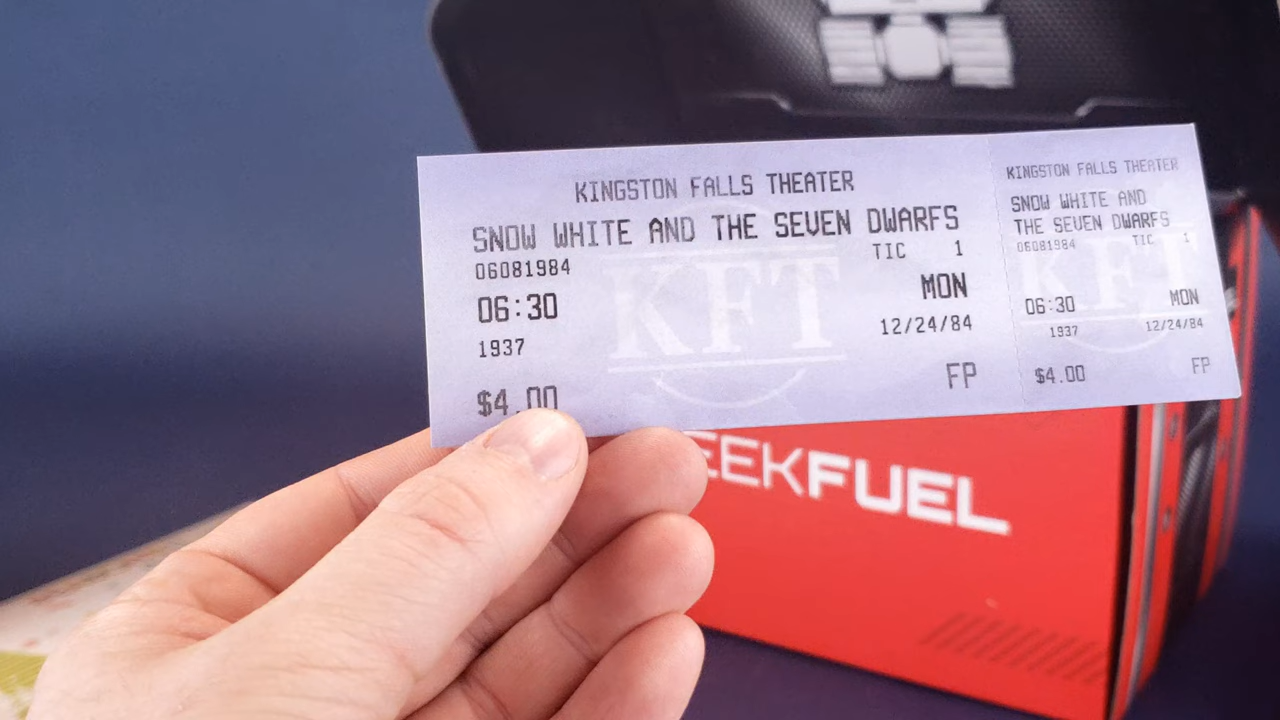 KINGSTON FALLS THEATER
SNOW WHITE AND THE SEVEN DWARFS
06081984 TIC 1
06:30 MON
1937 12/24/84
$4.00 FP
KFT
KINGSTON FALLS THEATER
SNOW WHITE AND
THE SEVEN DWARFS
06081984 TIC 1
06:30 MON
1937 12/24/84
$4.00 FP
KFT
EEKFUEL